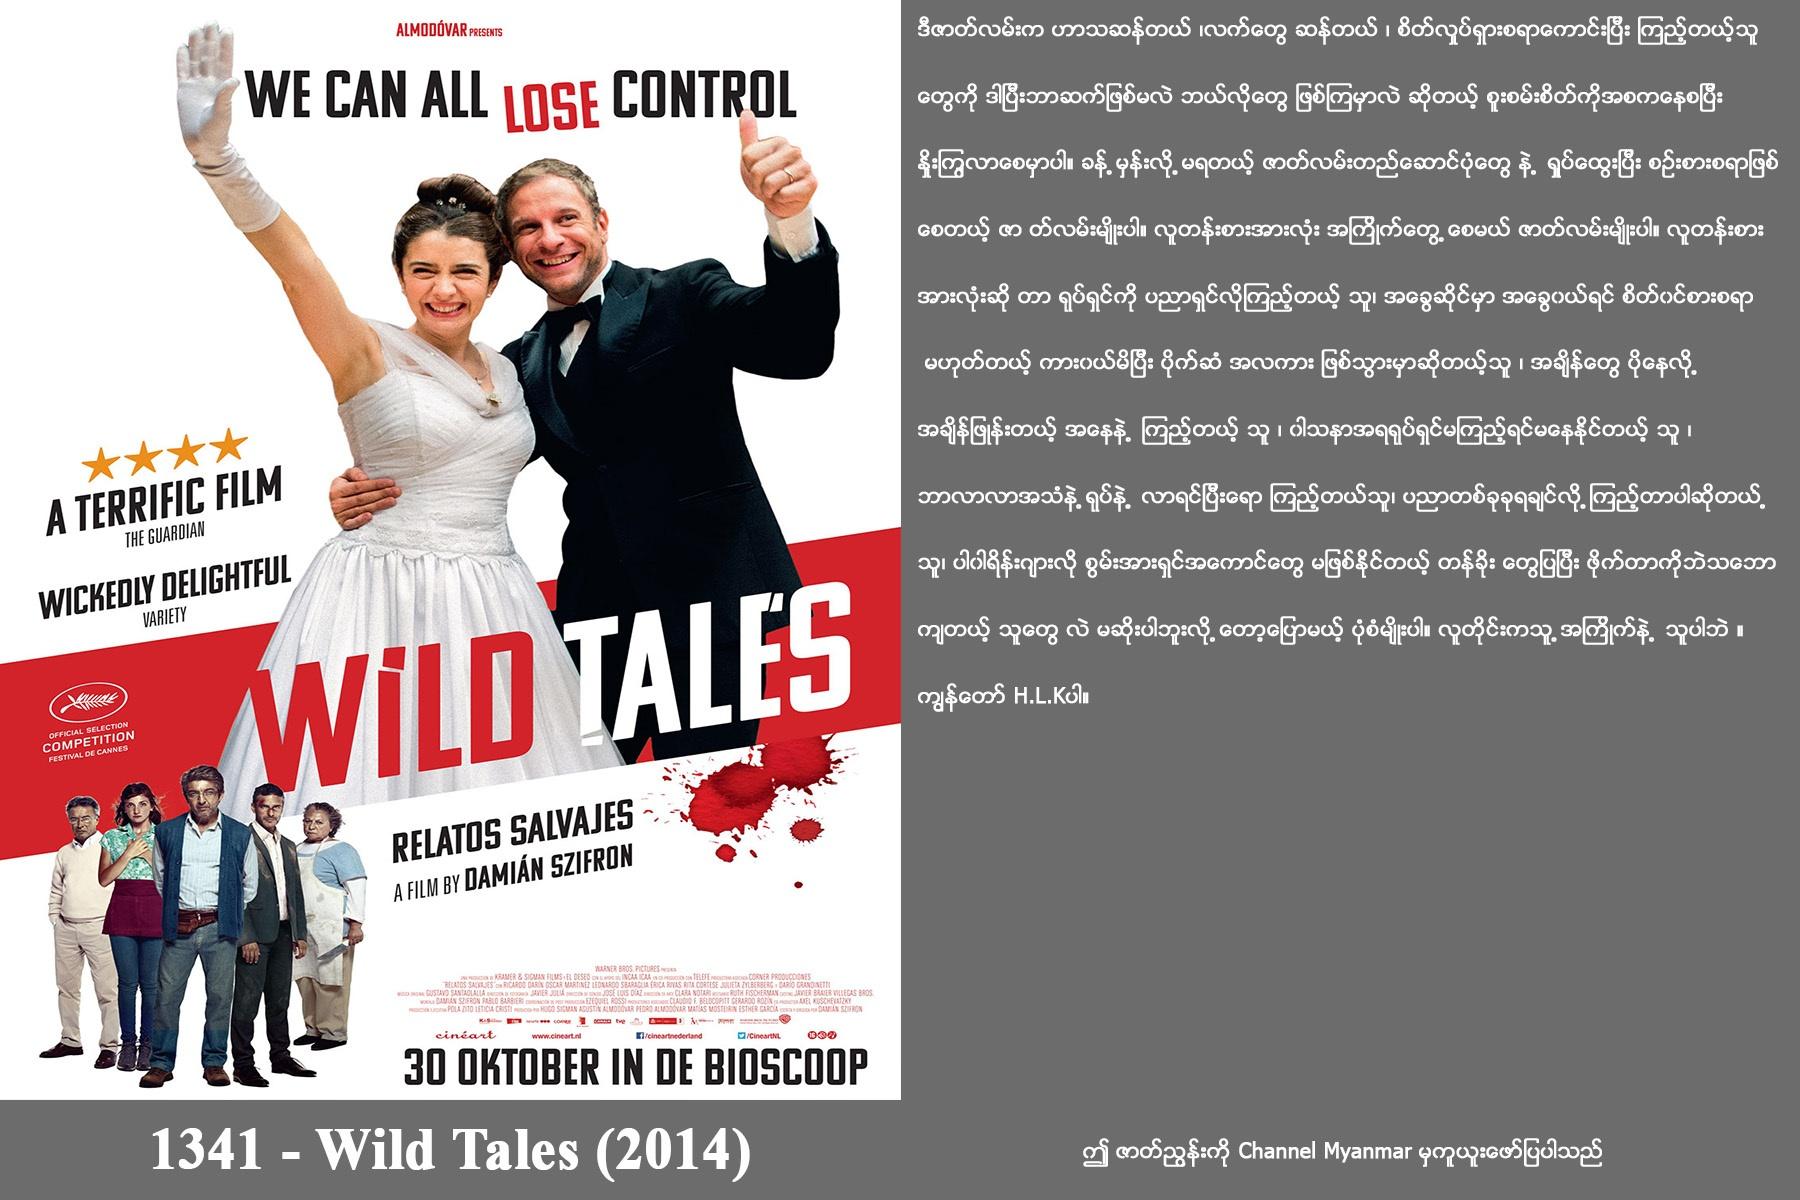 ALMODÓVAR PRESENTS
WE CAN ALL LOSE CONTROL
A TERRIFIC FILM
THE GUARDIAN
WICKEDLY DELIGHTFUL
VARIETY
WiLD TALES
OFFICIAL SELECTION
COMPETITION
FESTIVAL DE CANNES
RELATOS SALVAJES
A FILM BY DAMIÁN SZIFRON
WARNER BROS. PICTURES
cinéart www.cineart.nl /cineartnederland /CineartNL
30 OKTOBER IN DE BIOSCOOP
1341 - Wild Tales (2014)
ဒီဇာတ်လမ်းက ဟာသဆန်တယ် ၊လက်တွေ ဆန်တယ် ၊ စိတ်လှုပ်ရှားစရာကောင်းပြီး ကြည့်တယ့်သူ
တွေကို ဒါပြီးဘာဆက်ဖြစ်မလဲ ဘယ်လိုတွေ ဖြစ်ကြမှာလဲ ဆိုတယ့် စူးစမ်းစိတ်ကိုအစကနေစပြီး
နှိုးကြွလာစေမှာပါ။ ခန့် မှန်းလို့ မရတယ့် ဇာတ်လမ်းတည်ဆောင်ပုံတွေ နဲ့ ရှုပ်ထွေးပြီး စဉ်းစားစရာဖြစ်
စေတယ့် ဇာ တ်လမ်းမျိုးပါ။ လူတန်းစားအားလုံး အကြိုက်တွေ့ စေမယ် ဇာတ်လမ်းမျိုးပါ။ လူတန်းစား
အားလုံးဆို တာ ရုပ်ရှင်ကို ပညာရှင်လိုကြည့်တယ့် သူ၊ အခွေဆိုင်မှာ အခွေဝယ်ရင် စိတ်ဝင်စားစရာ
မဟုတ်တယ့် ကားဝယ်မိပြီး ပိုက်ဆံ အလကား ဖြစ်သွားမှာဆိုတယ့်သူ ၊ အချိန်တွေ ပိုနေလို့
အချိန်ဖြုန်းတယ့် အနေနဲ့ ကြည့်တယ့် သူ ၊ ဝါသနာအရရုပ်ရှင်မကြည့်ရင်မနေနိုင်တယ့် သူ ၊
ဘာလာလာအသံနဲ့ ရုပ်နဲ့ လာရင်ပြီးရော ကြည့်တယ်သူ၊ ပညာတစ်ခုခုရချင်လို့ ကြည့်တာပါဆိုတယ့်
သူ၊ ပါဝါရိန်းဂျားလို စွမ်းအားရှင်အကောင်တွေ မဖြစ်နိုင်တယ့် တန်ခိုး တွေပြပြီး ဖိုက်တာကိုဘဲသဘော
ကျတယ့် သူတွေ လဲ မဆိုးပါဘူးလို့ တော့ပြောမယ့် ပုံစံမျိုးပါ။ လူတိုင်းကသူ့ အကြိုက်နဲ့ သူပါဘဲ ။
ကျွန်တော် H.L.Kပါ။
ဤ ဇာတ်ညွှန်းကို Channel Myanmar မှကူယူးဖော်ပြပါသည်